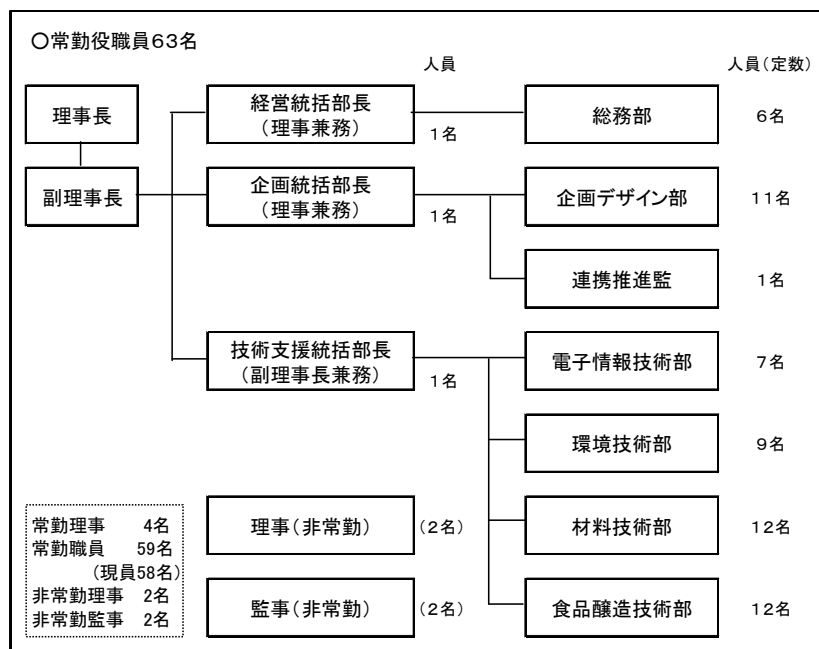 ○常勤役職員63名
人員
人員(定数)
理事長
経営統括部長
(理事兼務)
1名
総務部
6名
副理事長
企画統括部長
(理事兼務)
1名
企画デザイン部
11名
連携推進監
1名
技術支援統括部長
(副理事長兼務)
1名
電子情報技術部
7名
環境技術部
9名
常勤理事 4名
常勤職員 59名
(現員58名)
非常勤理事 2名
非常勤監事 2名
理事(非常勤)
(2名)
材料技術部
12名
監事(非常勤)
(2名)
食品醸造技術部
12名